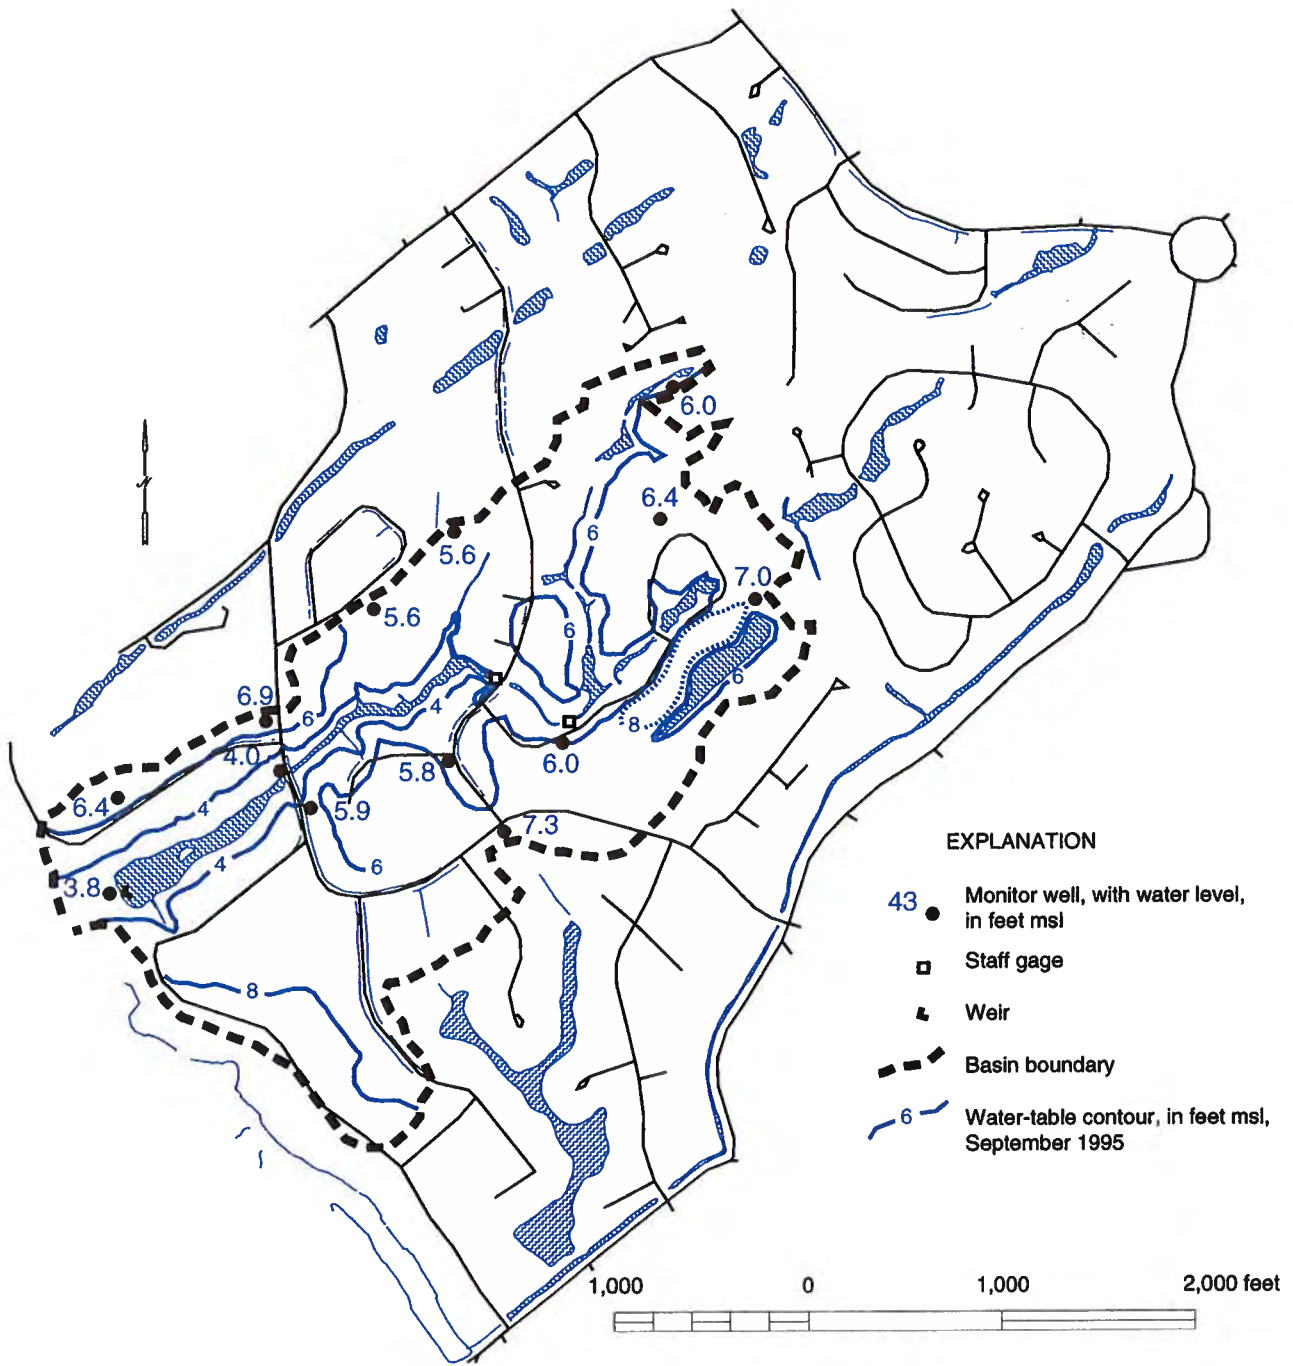 6.0
6.4
6
5.6
7.0
5.6
6
6.9
6
4
6
8
4.0
5.8
6.0
6.4
4
5.9
7.3
4
6
3.8
8
N
EXPLANATION
43 Monitor well, with water level,
in feet msl
Staff gage
Weir
Basin boundary
6 Water-table contour, in feet msl,
September 1995
1,000 0 1,000 2,000 feet